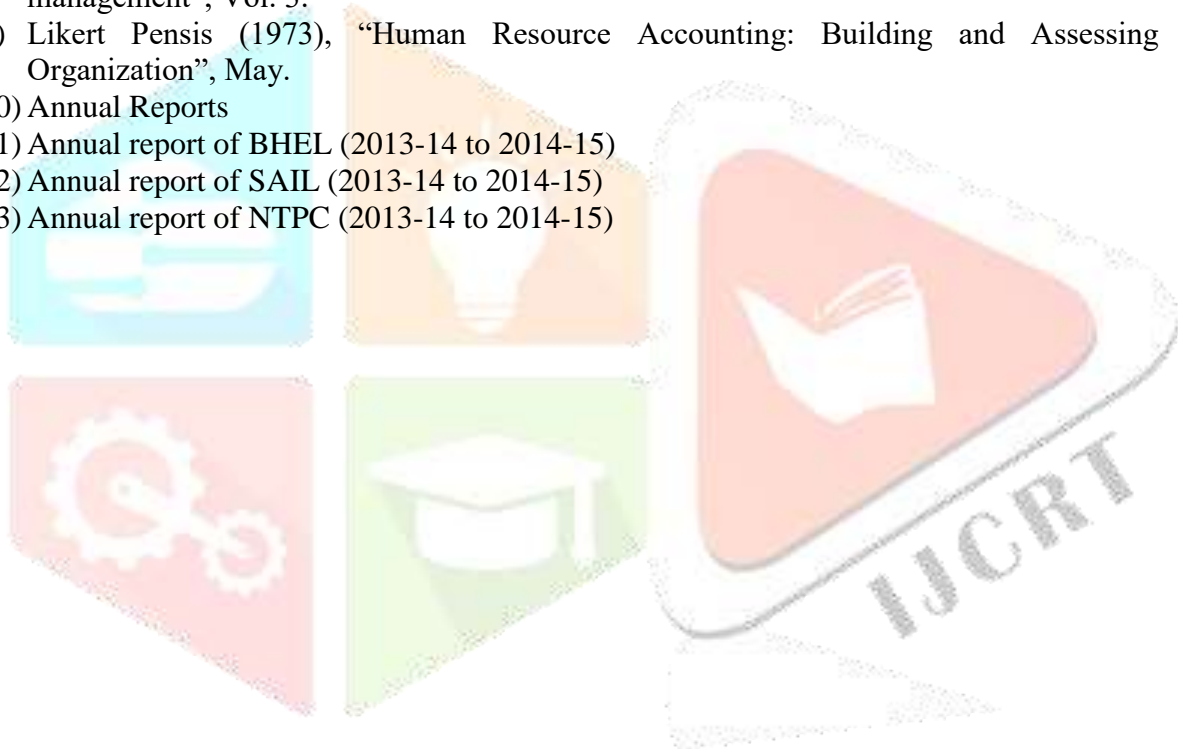 management”, Vol. 3.
) Likert Pensis (1973), “Human Resource Accounting: Building and Assessing
Organization”, May.
0) Annual Reports
1) Annual report of BHEL (2013-14 to 2014-15)
2) Annual report of SAIL (2013-14 to 2014-15)
3) Annual report of NTPC (2013-14 to 2014-15)
IJCRT